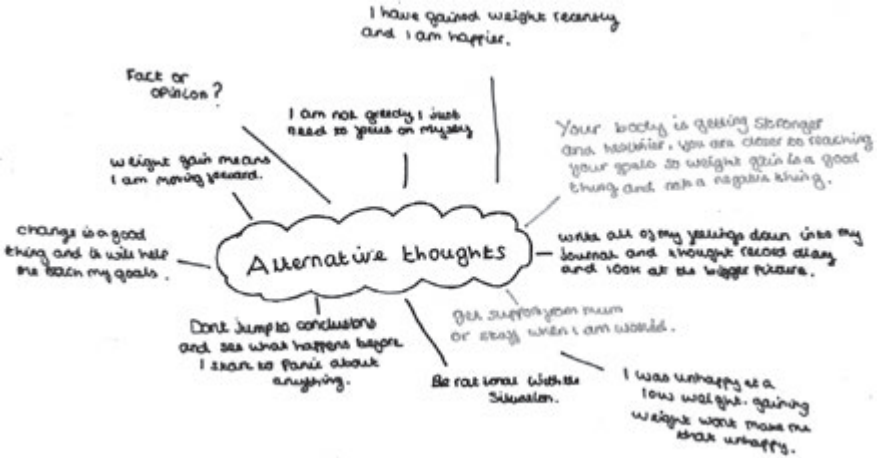 I have gained weight recently
and I am happier.
Fact or
opinion?
I am not greedy I just
need to focus on myself
Your body is getting stronger
and healthier. you are closer to reaching
your goals so weight gain is a good
thing and not a negative thing.
weight gain means
I am moving forward.
change is a good
thing and it will help
me reach my goals.
Alternative thoughts
write all of my feelings down into my
journal and thought record diary
and look at the bigger picture.
Dont jump to conclusions
and see what happens before
I start to panic about
anything.
get support from mum
or staff when I am worried.
Be rational with the
situation.
I was unhappy at a
low weight. gaining
weight wont make me
that unhappy.